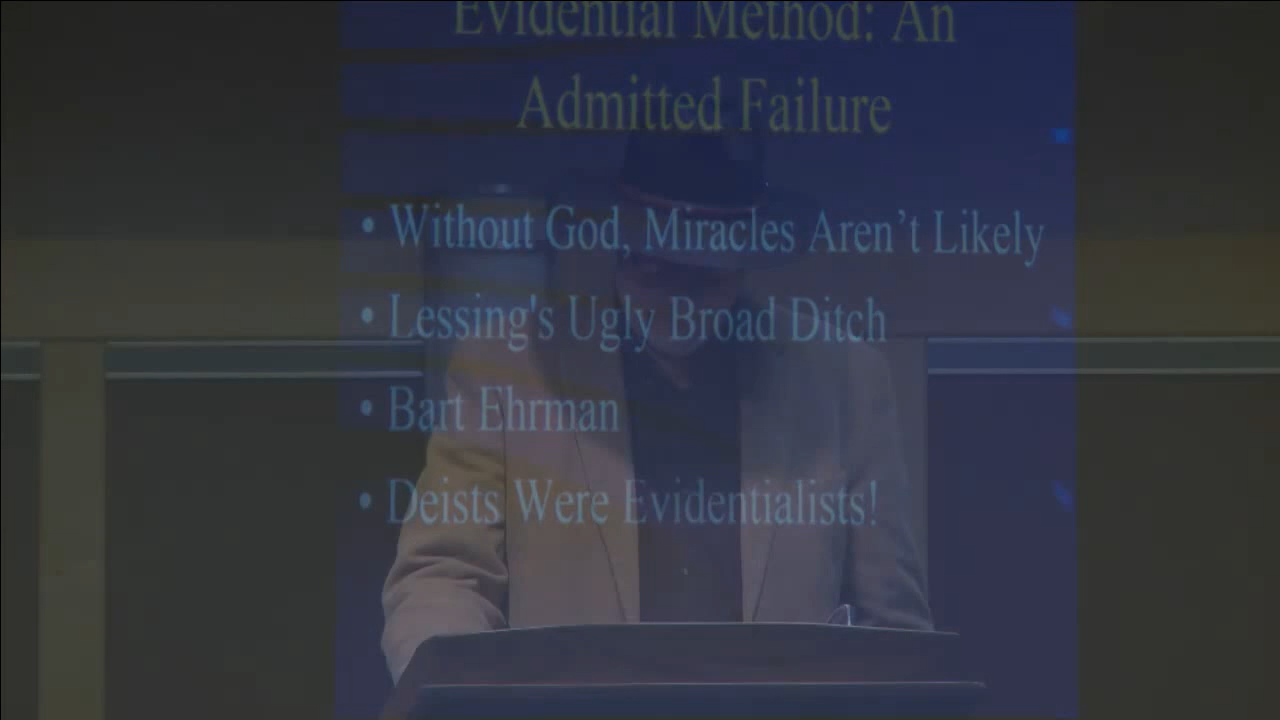 Evidential Method: An
Admitted Failure
• Without God, Miracles Aren’t Likely
• Lessing's Ugly Broad Ditch
• Bart Ehrman
• Deists Were Evidentialists!